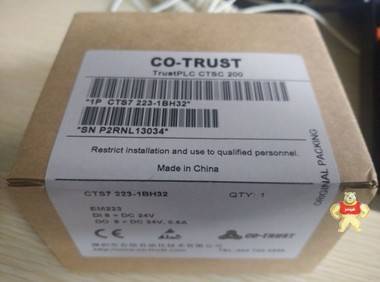 CO-TRUST
TrustPLC CTSC 200
"1P CTS7 223-1BH32"
"SN P2RNL13034"
Restrict installation and use to qualified personnel.
Made in China
ORIGINAL PACKING
CTS7 223-1BH32 QTY: 1
EM223
DI 8 × DC 24V
DO 8 × DC 24V, 0.6A
CE
CO-TRUST